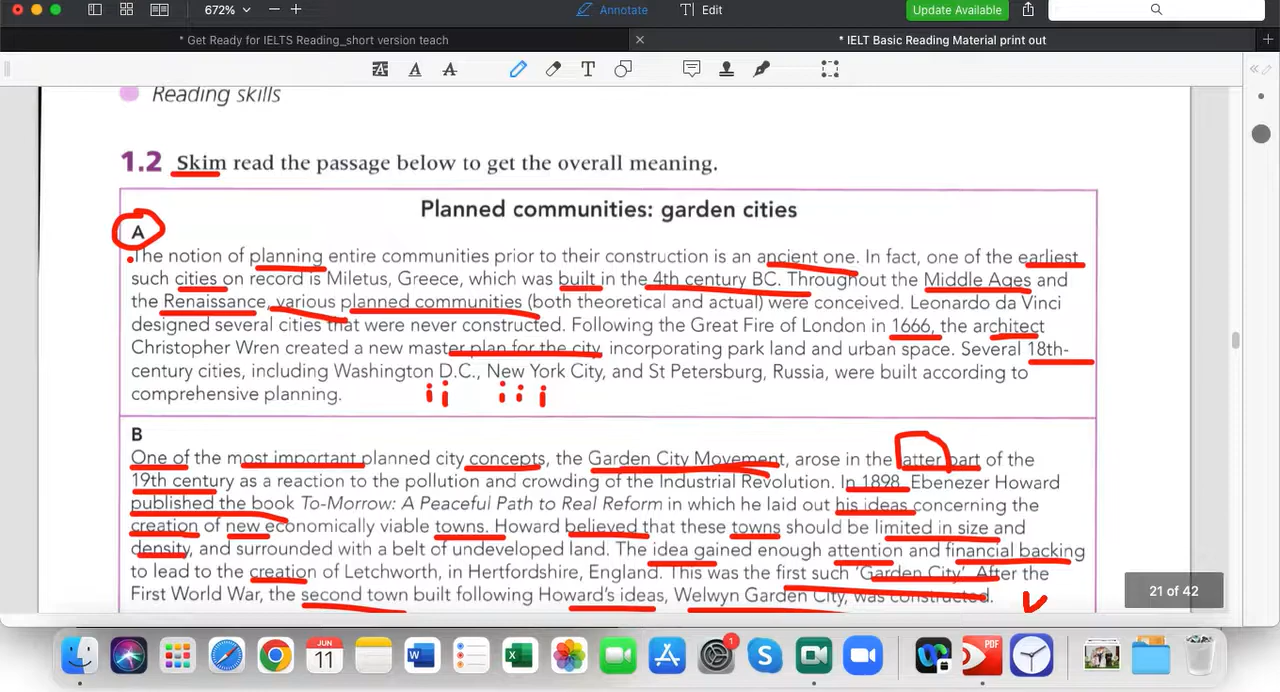 672%
Annotate
Edit
Update Available
* Get Ready for IELTS Reading_short version teach
* IELT Basic Reading Material print out
Reading skills
1.2 Skim read the passage below to get the overall meaning.
Planned communities: garden cities
A
The notion of planning entire communities prior to their construction is an ancient one. In fact, one of the earliest
such cities on record is Miletus, Greece, which was built in the 4th century BC. Throughout the Middle Ages and
the Renaissance, various planned communities (both theoretical and actual) were conceived. Leonardo da Vinci
designed several cities that were never constructed. Following the Great Fire of London in 1666, the architect
Christopher Wren created a new master plan for the city, incorporating park land and urban space. Several 18th-
century cities, including Washington D.C., New York City, and St Petersburg, Russia, were built according to
comprehensive planning.
B
One of the most important planned city concepts, the Garden City Movement, arose in the latter part of the
19th century as a reaction to the pollution and crowding of the Industrial Revolution. In 1898, Ebenezer Howard
published the book To-Morrow: A Peaceful Path to Real Reform in which he laid out his ideas concerning the
creation of new economically viable towns. Howard believed that these towns should be limited in size and
density, and surrounded with a belt of undeveloped land. The idea gained enough attention and financial backing
to lead to the creation of Letchworth, in Hertfordshire, England. This was the first such 'Garden City'. After the
First World War, the second town built following Howard's ideas, Welwyn Garden City, was constructed.
21 of 42
JUN
11
1
PDF